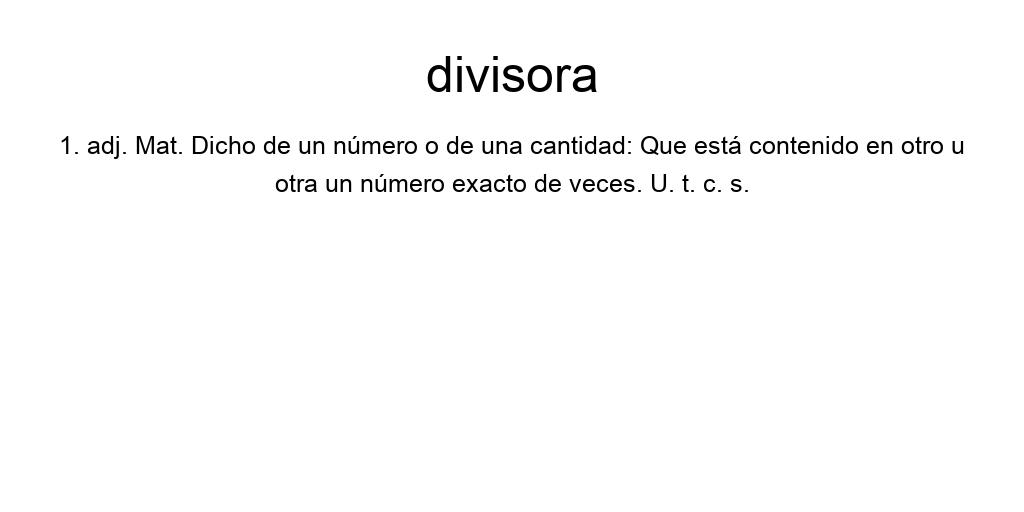 divisora
1. adj. Mat. Dicho de un número o de una cantidad: Que está contenido en otro u
otra un número exacto de veces. U. t. c. s.